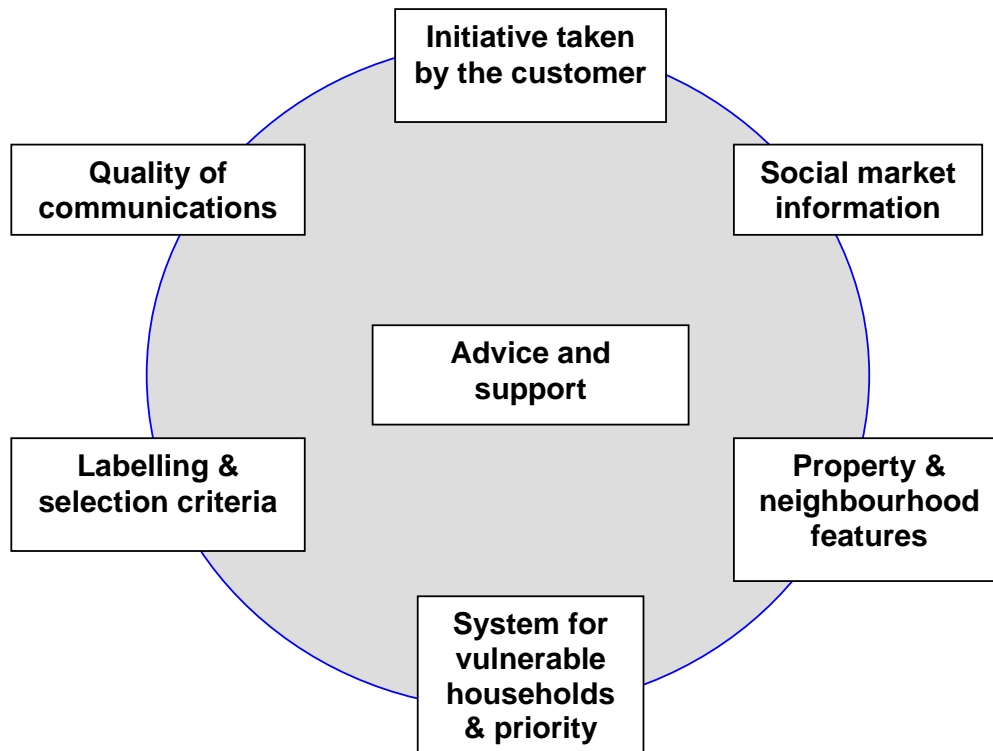 Initiative taken
by the customer
Quality of
communications
Social market
information
Advice and
support
Labelling &
selection criteria
Property &
neighbourhood
features
System for
vulnerable
households
& priority